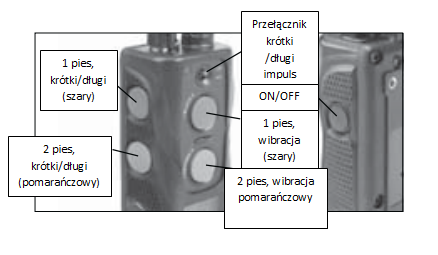 Przełącznik
krótki
/długi
impuls
ON/OFF
1 pies,
krótki/długi
(szary)
1 pies,
wibracja
(szary)
2 pies,
krótki/długi
(pomarańczowy)
2 pies, wibracja
pomarańczowy